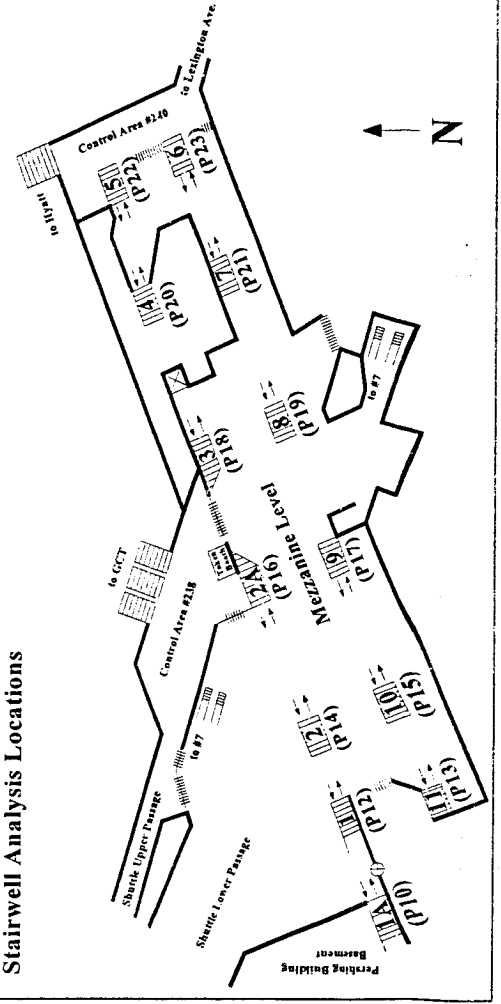 Stairwell Analysis Locations
to Hyatt
Control Area #240
to Lexington Ave.
5
(P22)
6
(P23)
4
(P20)
7
(P21)
to GCT
Control Area #238
3
(P18)
8
(P19)
Token
Booth
2A
(P16)
Mezzanine Level
to #7
9
(P17)
Shuttle Upper Passage
to #7
Shuttle Lower Passage
2
(P14)
10
(P15)
1
(P12)
11
(P13)
1A
(P10)
Pershing Building
Basement
N